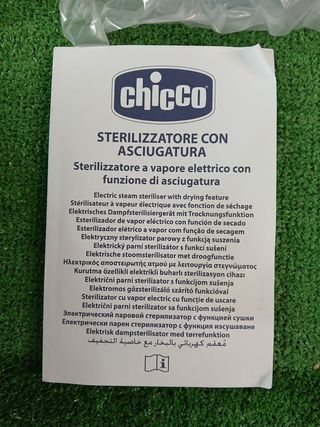 chicco
STERILIZZATORE CON
ASCIUGATURA
Sterilizzatore a vapore elettrico con
funzione di asciugatura
Electric steam steriliser with drying feature
Stérilisateur à vapeur électrique avec fonction de séchage
Elektrisches Dampfsterilisiergerät mit Trocknungsfunktion
Esterilizador de vapor eléctrico con función de secado
Esterilizador elétrico a vapor com função de secagem
Elektryczny sterylizator parowy z funkcją suszenia
Elektrický parní sterilizátor s funkcí sušení
Elektrische stoomsterilisator met droogfunctie
Ηλεκτρικός αποστειρωτής ατμού με λειτουργία στεγνώματος
Kurutma özellikli elektrikli buharlı sterilizasyon cihazı
Električni parni sterilizator s funkcijom sušenja
Elektromos gőzsterilizáló szárító funkcióval
Sterilizator cu vapor electric cu funcție de uscare
Električni parni sterilizator sa funkcijom sušenja
Электрический паровой стерилизатор с функцией сушки
Електрически парен стерилизатор с функция изсушаване
Elektrisk dampsterilisator med tørrefunktion
مُعقم كهربائي بالبخار مع خاصية التجفيف
i